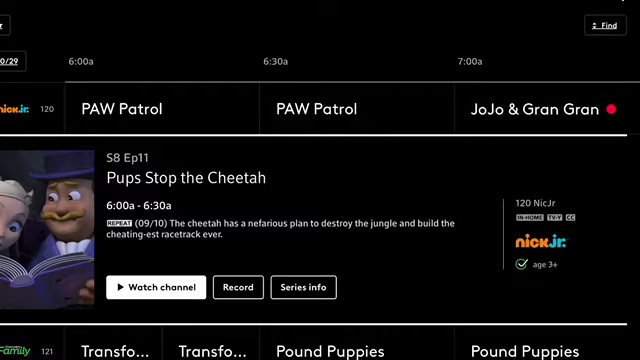 Find
0/29
6:00a
6:30a
7:00a
nick jr.
120
PAW Patrol
PAW Patrol
JoJo & Gran Gran
S8 Ep11
Pups Stop the Cheetah
6:00a - 6:30a
REPEAT (09/10) The cheetah has a nefarious plan to destroy the jungle and build the
cheating-est racetrack ever.
120 NicJr
IN-HOME TV-Y CC
nick jr.
age 3+
Watch channel
Record
Series info
Family
121
Transfo...
Transfo...
Pound Puppies
Pound Puppies